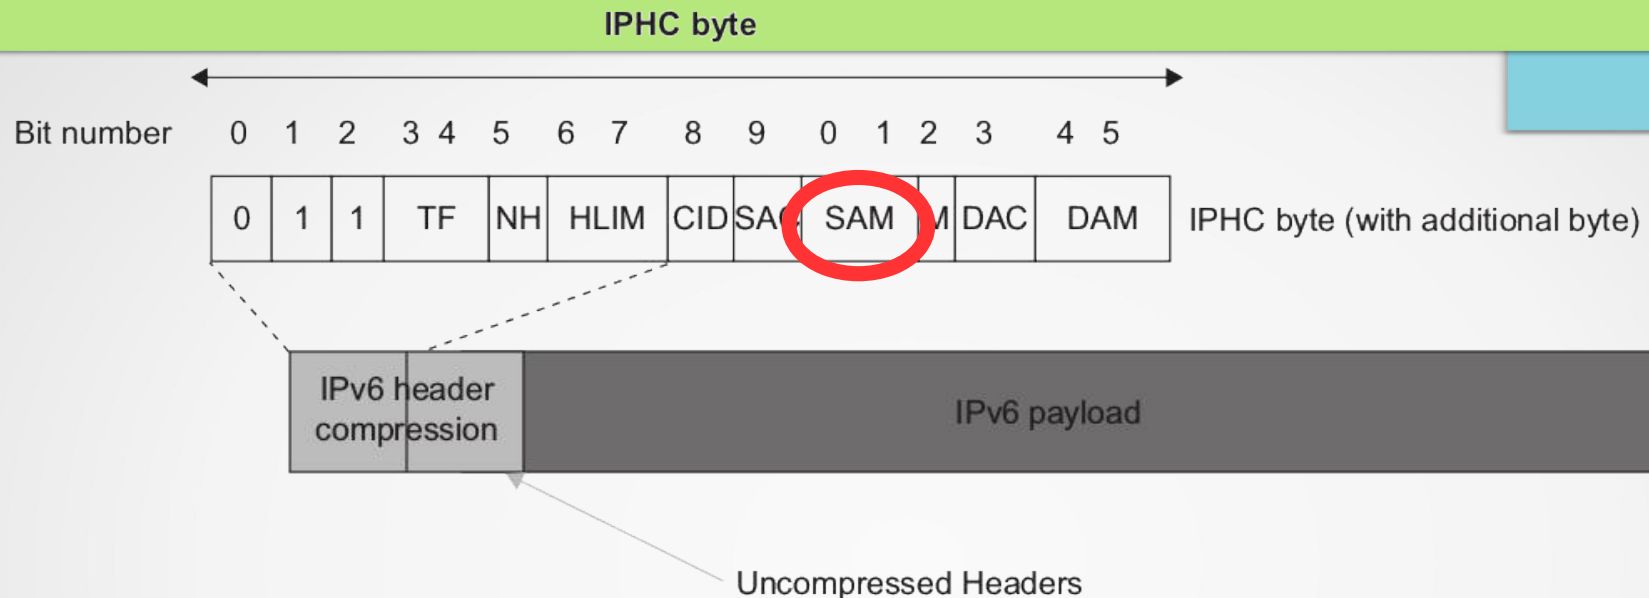 IPHC byte
Bit number 0 1 2 3 4 5 6 7 8 9 0 1 2 3 4 5
0 1 1 TF NH HLIM CID SAC SAM M DAC DAM IPHC byte (with additional byte)
IPv6 header
compression
IPv6 payload
Uncompressed Headers